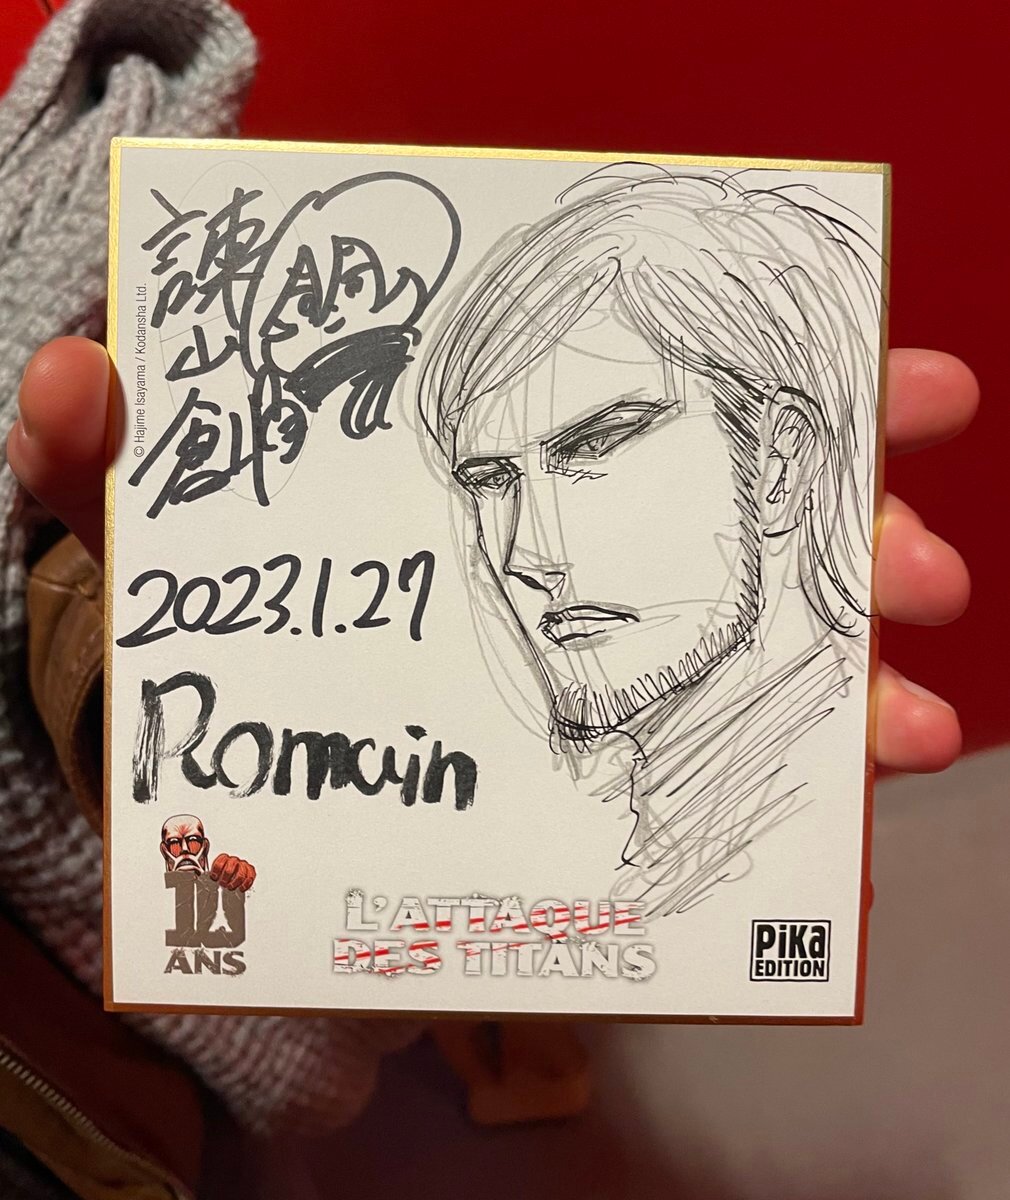 諫山創
© Hajime Isayama / Kodansha Ltd.
2023.1.27
Romain
10
ANS
L'ATTAQUE
DES TITANS
PiKa
EDITION